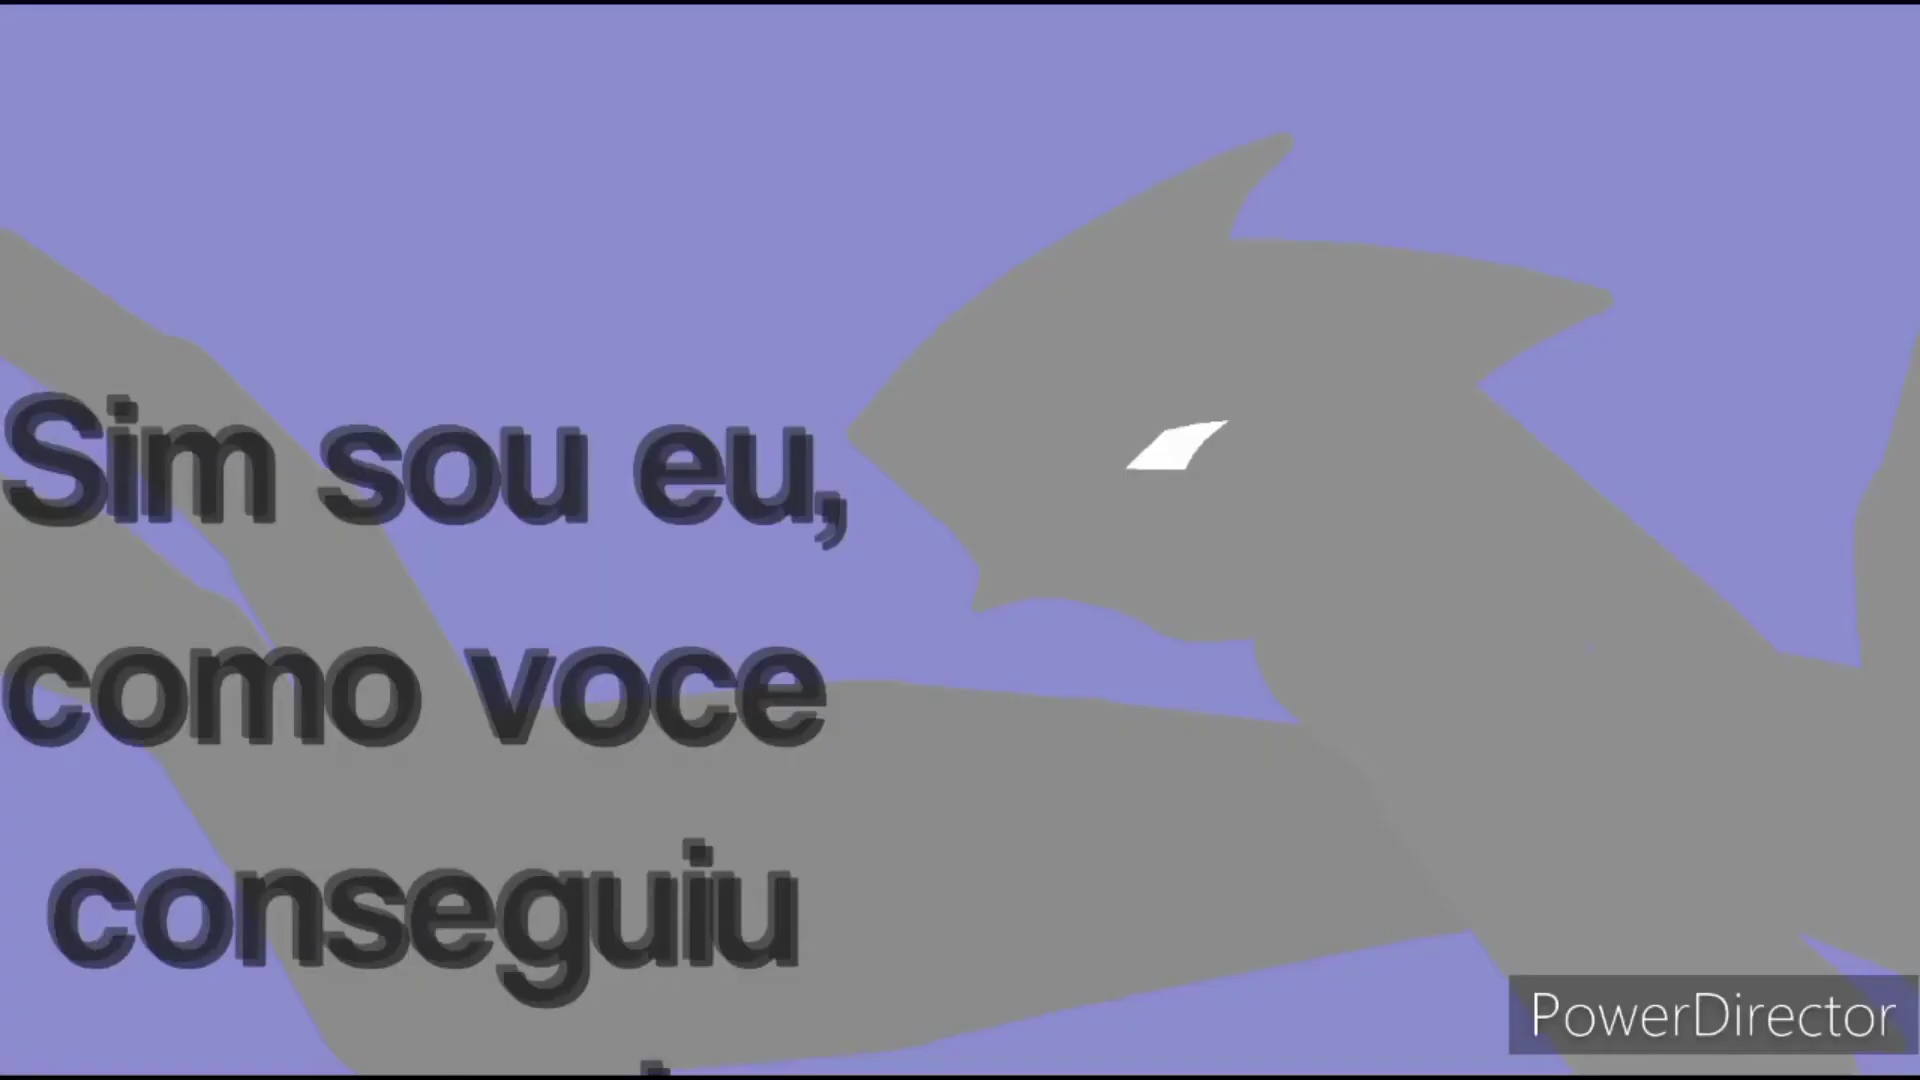 Sim sou eu,
como voce
conseguiu
PowerDirector